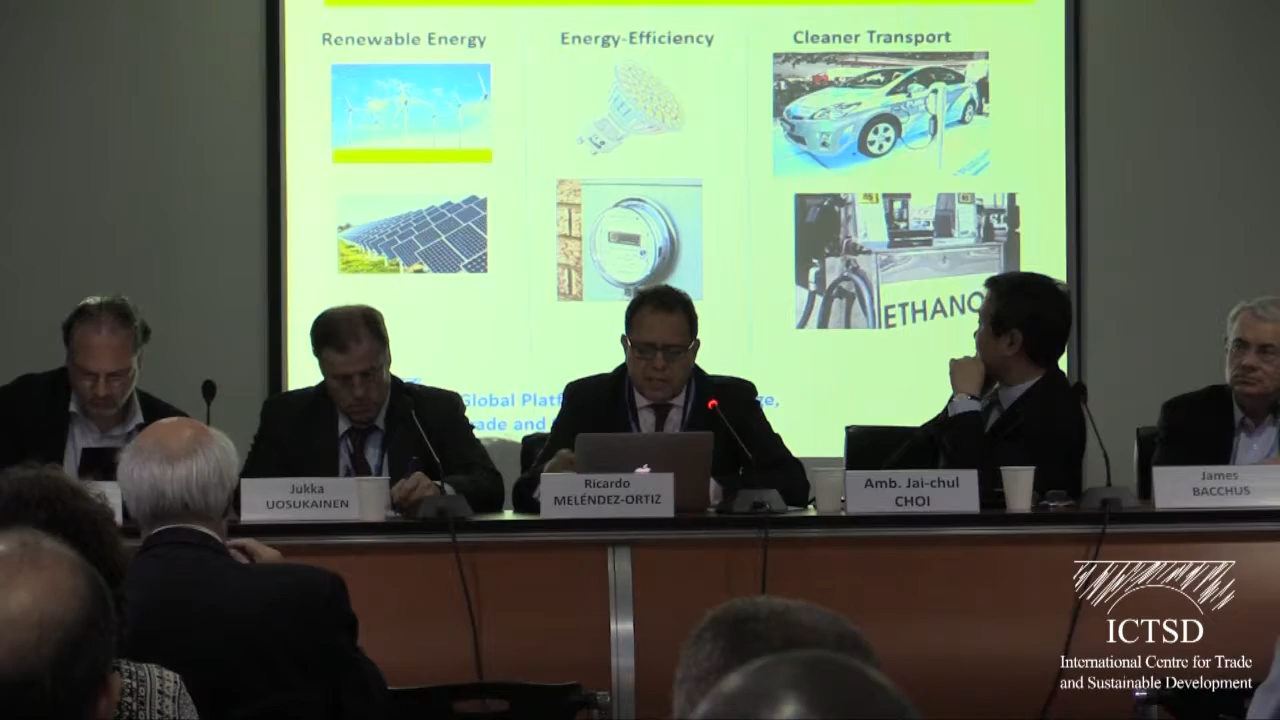 Renewable Energy
Energy-Efficiency
Cleaner Transport
ETHANO
Global Platf
ge,
ade and
Jukka
UOSUKAINEN
Ricardo
MELÉNDEZ-ORTIZ
Amb. Jai-chul
CHOI
James
BACCHUS
ICTSD
International Centre for Trade
and Sustainable Development